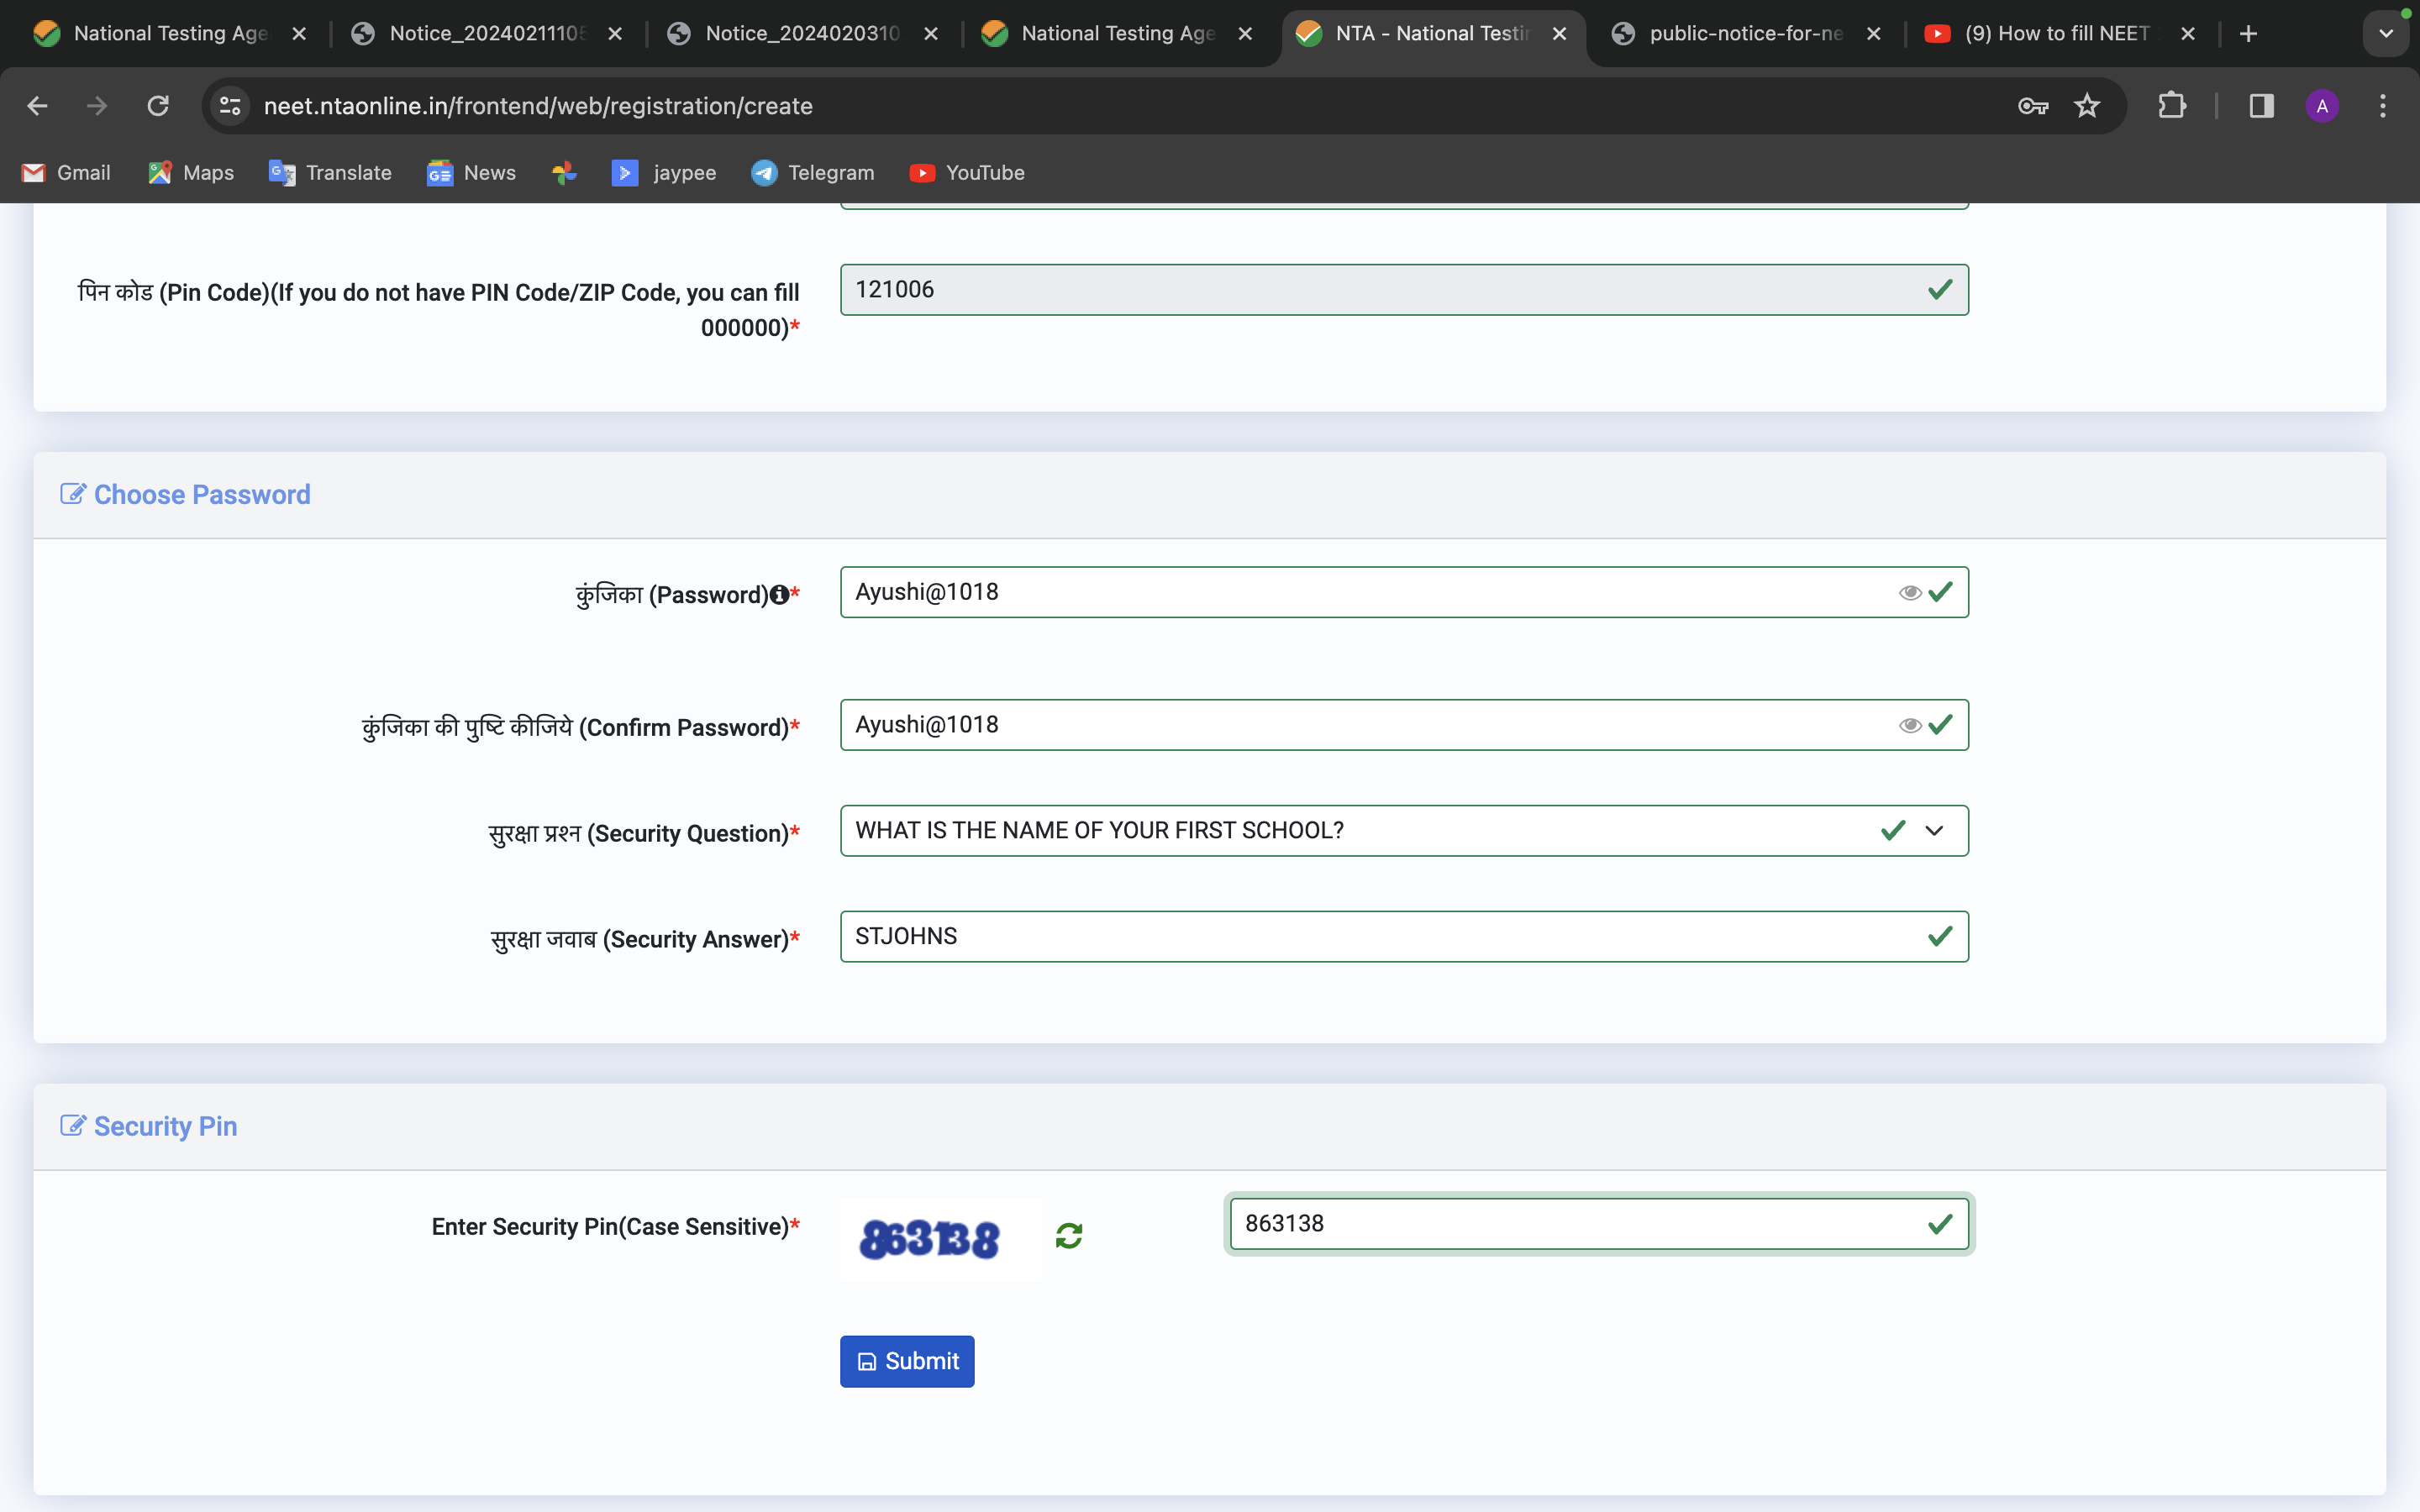 National Testing Age
Notice_20240211105
Notice_2024020310
National Testing Age
NTA - National Testin
public-notice-for-ne
(9) How to fill NEET
neet.ntaonline.in/frontend/web/registration/create
A
Gmail
Maps
Translate
News
jaypee
Telegram
YouTube
पिन कोड (Pin Code)(If you do not have PIN Code/ZIP Code, you can fill
000000)*
121006
Choose Password
कुंजिका (Password)*
Ayushi@1018
कुंजिका की पुष्टि कीजिये (Confirm Password)*
Ayushi@1018
सुरक्षा प्रश्न (Security Question)*
WHAT IS THE NAME OF YOUR FIRST SCHOOL?
सुरक्षा जवाब (Security Answer)*
STJOHNS
Security Pin
Enter Security Pin(Case Sensitive)*
863138
863138
Submit